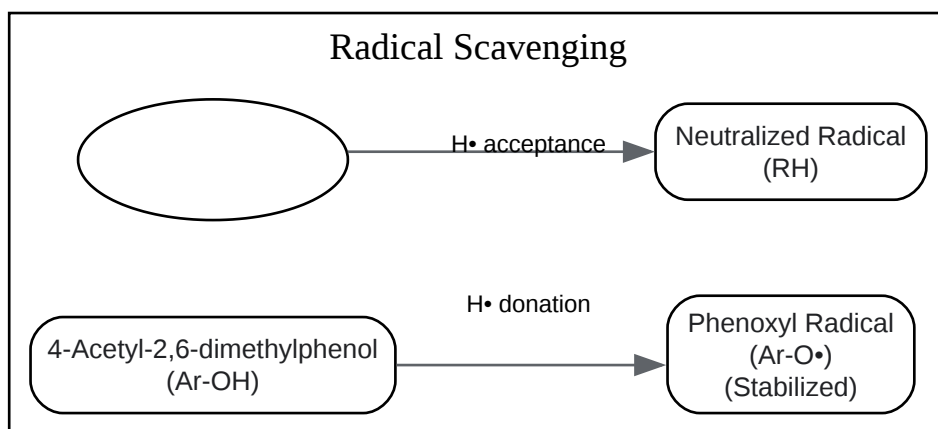 Radical Scavenging
H• acceptance
Neutralized Radical
(RH)
H• donation
4-Acetyl-2,6-dimethylphenol
(Ar-OH)
Phenoxyl Radical
(Ar-O•)
(Stabilized)